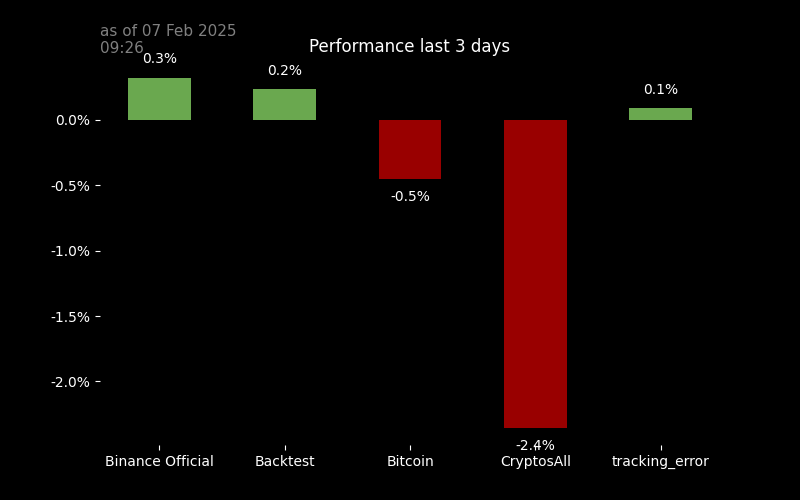 as of 07 Feb 2025
09:26
Performance last 3 days
0.3%
0.2%
0.1%
0.0%
-0.5%
-0.5%
-1.0%
-1.5%
-2.0%
-2.4%
Binance Official
Backtest
Bitcoin
CryptosAll
tracking_error